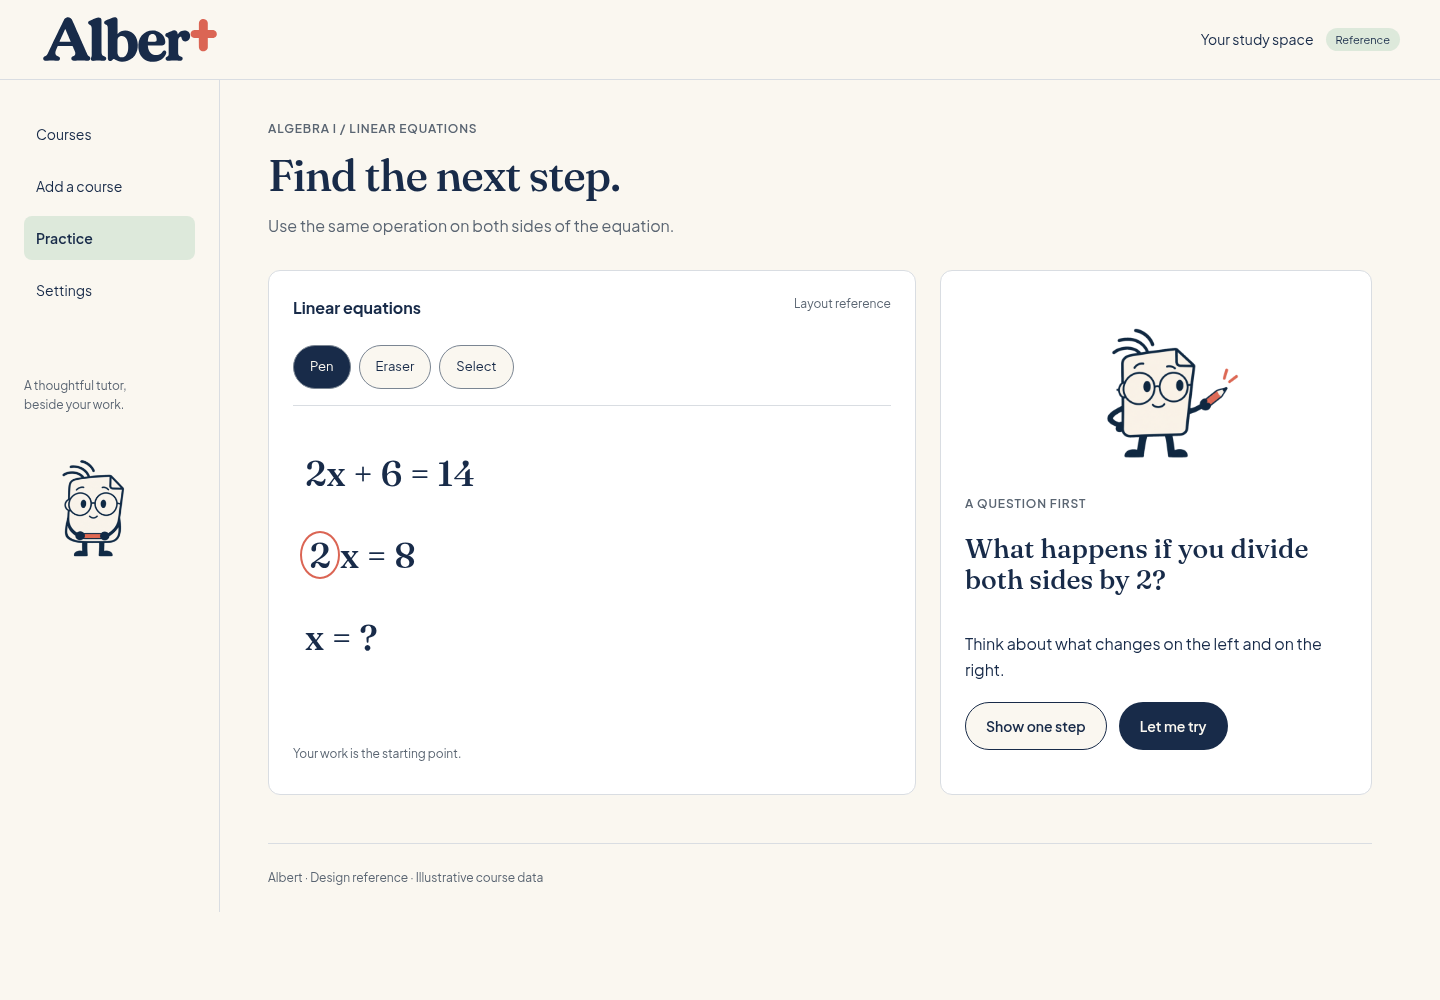 Alber+
Your study space
Reference
Courses
Add a course
Practice
Settings
A thoughtful tutor,
beside your work.
ALGEBRA I / LINEAR EQUATIONS
Find the next step.
Use the same operation on both sides of the equation.
Linear equations
Layout reference
Pen
Eraser
Select
2x + 6 = 14
2x = 8
x = ?
Your work is the starting point.
A QUESTION FIRST
What happens if you divide
both sides by 2?
Think about what changes on the left and on the
right.
Show one step
Let me try
Albert · Design reference · Illustrative course data